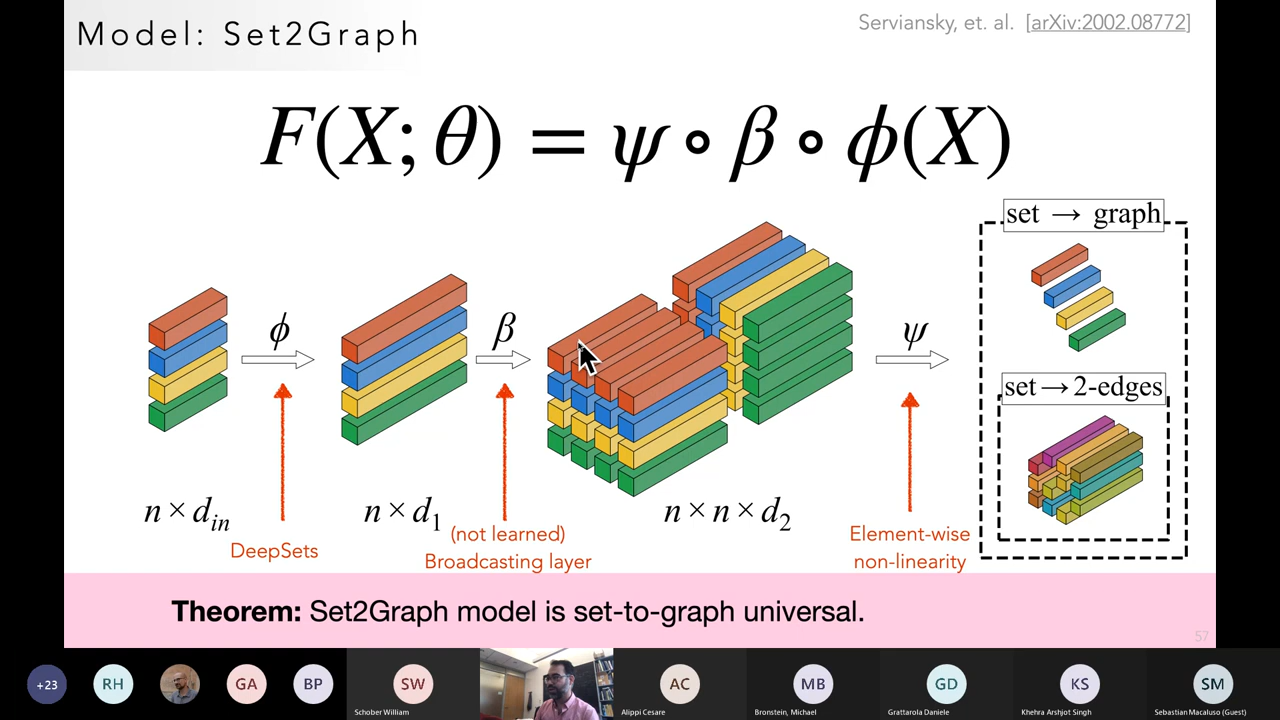 Model: Set2Graph
Serviansky, et. al. [arXiv:2002.08772]
F(X; θ) = ψ ∘ β ∘ ϕ(X)
set → graph
ϕ
β
ψ
set → 2-edges
n × d_in
n × d_1
n × n × d_2
DeepSets
(not learned)
Broadcasting layer
Element-wise
non-linearity
Theorem: Set2Graph model is set-to-graph universal.
57
+23
RH
GA
BP
SW
AC
MB
GD
KS
SM
Schober William
Alippi Cesare
Bronstein, Michael
Grattarola Daniele
Khehra Arshjot Singh
Sebastian Macaluso (Guest)